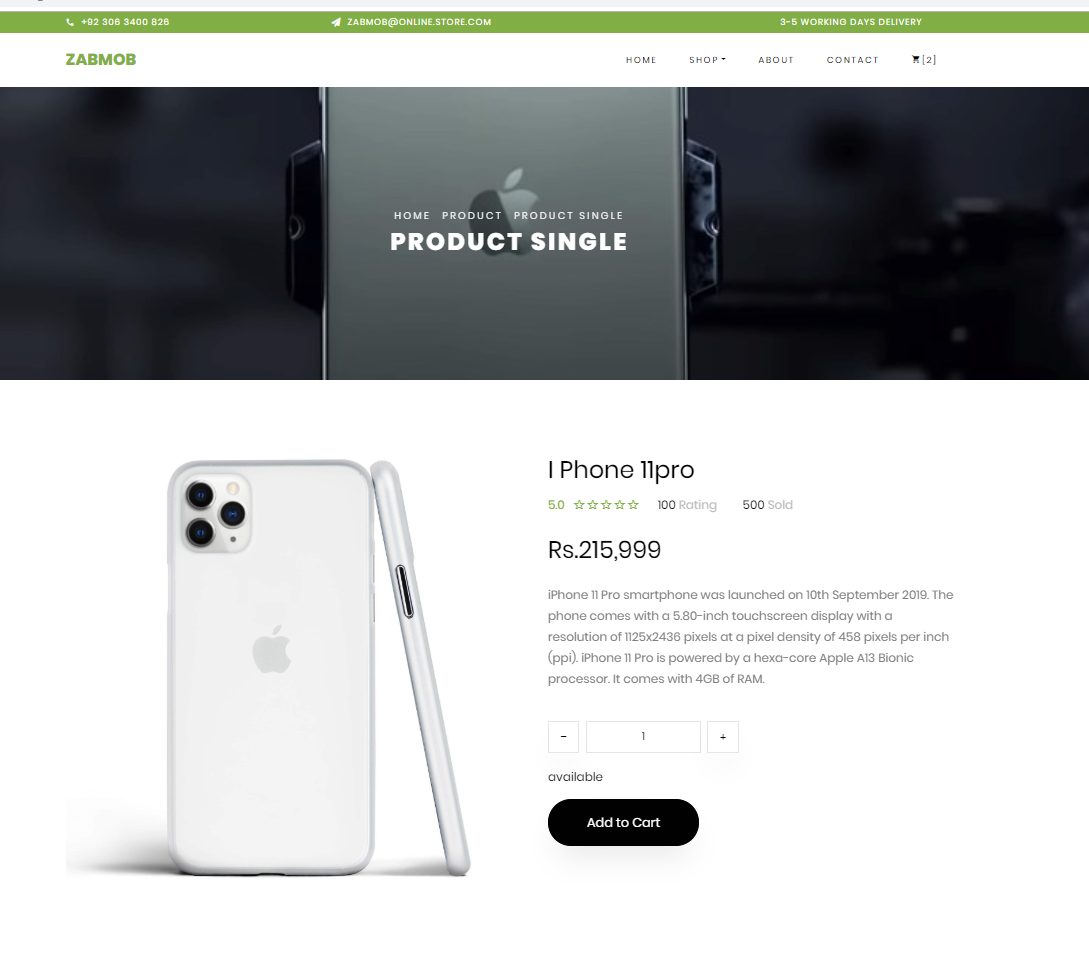 +92 306 3400 826 ZABMOB@ONLINE.STORE.COM 3-5 WORKING DAYS DELIVERY
ZABMOB HOME SHOP ABOUT CONTACT [2]
HOME PRODUCT PRODUCT SINGLE
PRODUCT SINGLE
I Phone 11pro
5.0 100 Rating 500 Sold
Rs.215,999
iPhone 11 Pro smartphone was launched on 10th September 2019. The
phone comes with a 5.80-inch touchscreen display with a
resolution of 1125x2436 pixels at a pixel density of 458 pixels per inch
(ppi). iPhone 11 Pro is powered by a hexa-core Apple A13 Bionic
processor. It comes with 4GB of RAM.
- 1 +
available
Add to Cart